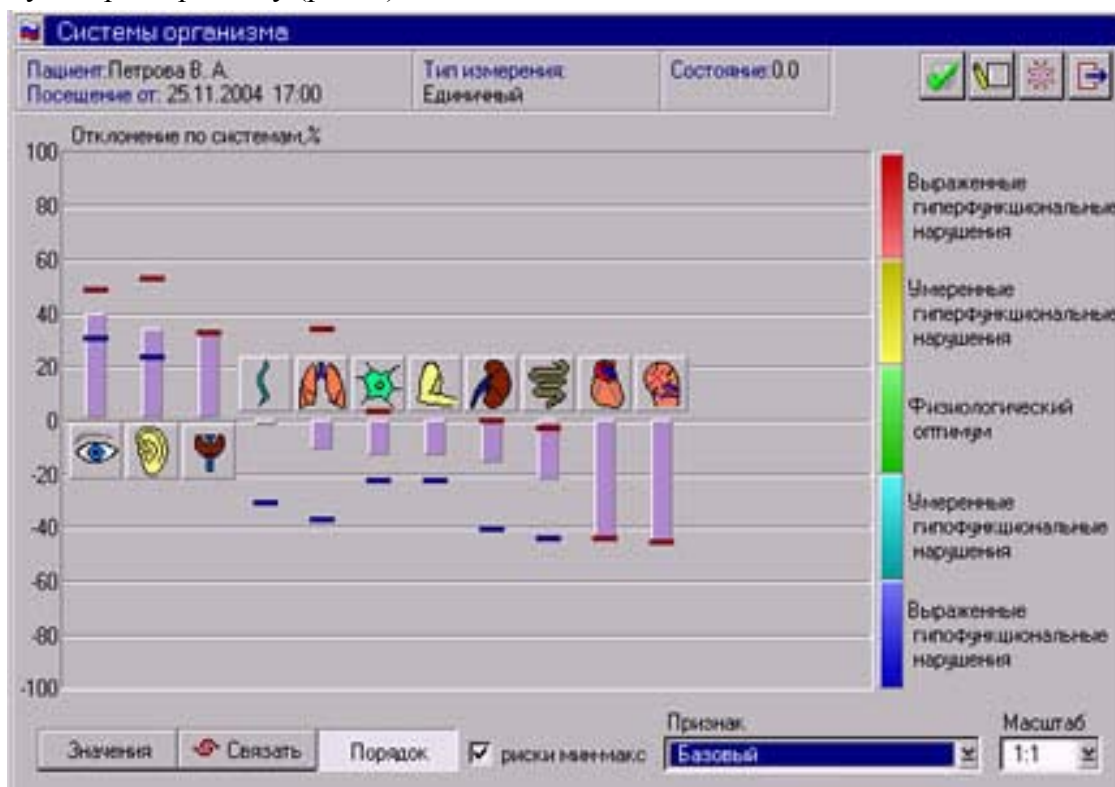 Системы организма
Пациент: Петрова В. А.
Посещение от: 25.11.2004 17:00
Тип измерения:
Единичный
Состояние: 0.0
Отклонение по системам,%
100
80
60
40
20
0
-20
-40
-60
-80
-100
Выраженные
гиперфункциональные
нарушения
Умеренные
гиперфункциональные
нарушения
Физиологический
оптимум
Умеренные
гипофункциональные
нарушения
Выраженные
гипофункциональные
нарушения
Значения
Связать
Порядок
риски мин-макс
Признак
Базовый
Масштаб
1:1